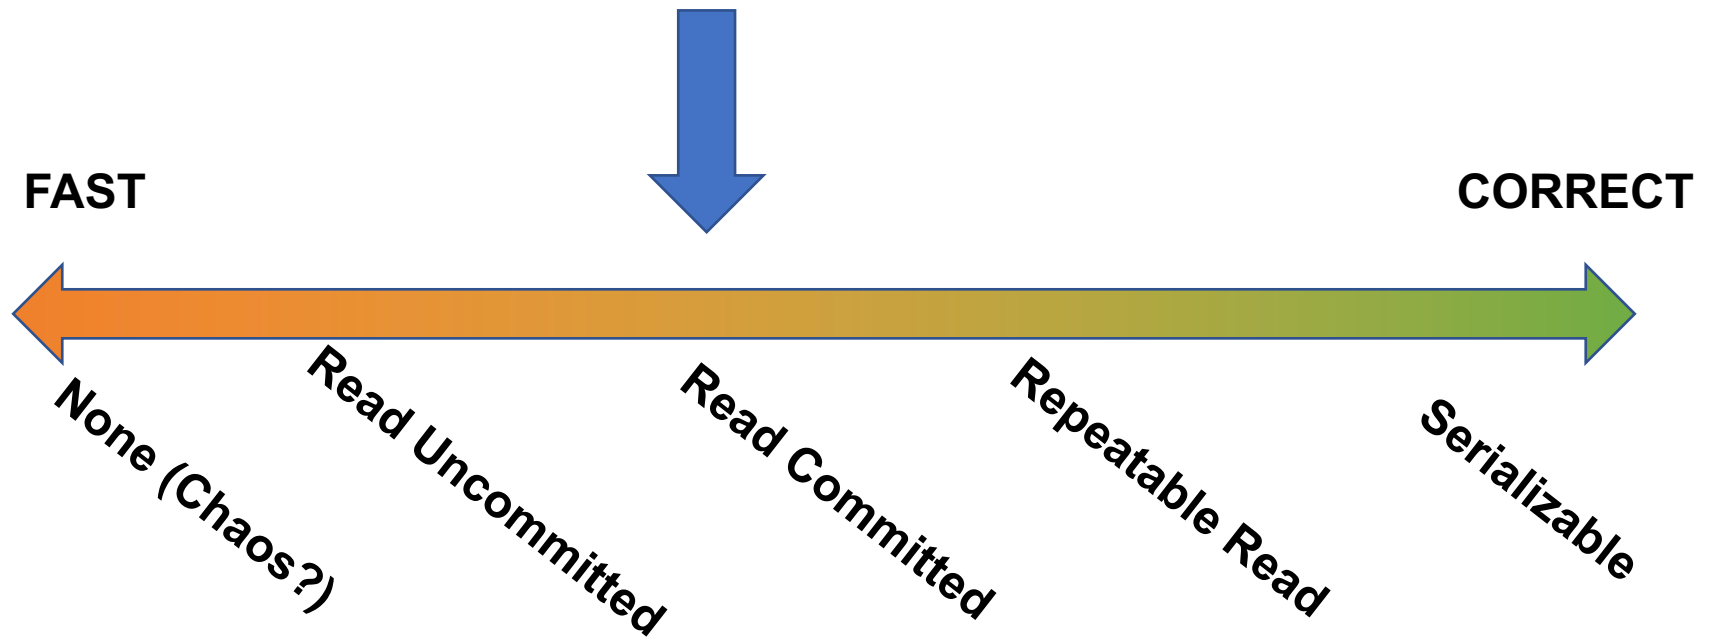 FAST
CORRECT
None (Chaos?)
Read Uncommitted
Read Committed
Repeatable Read
Serializable